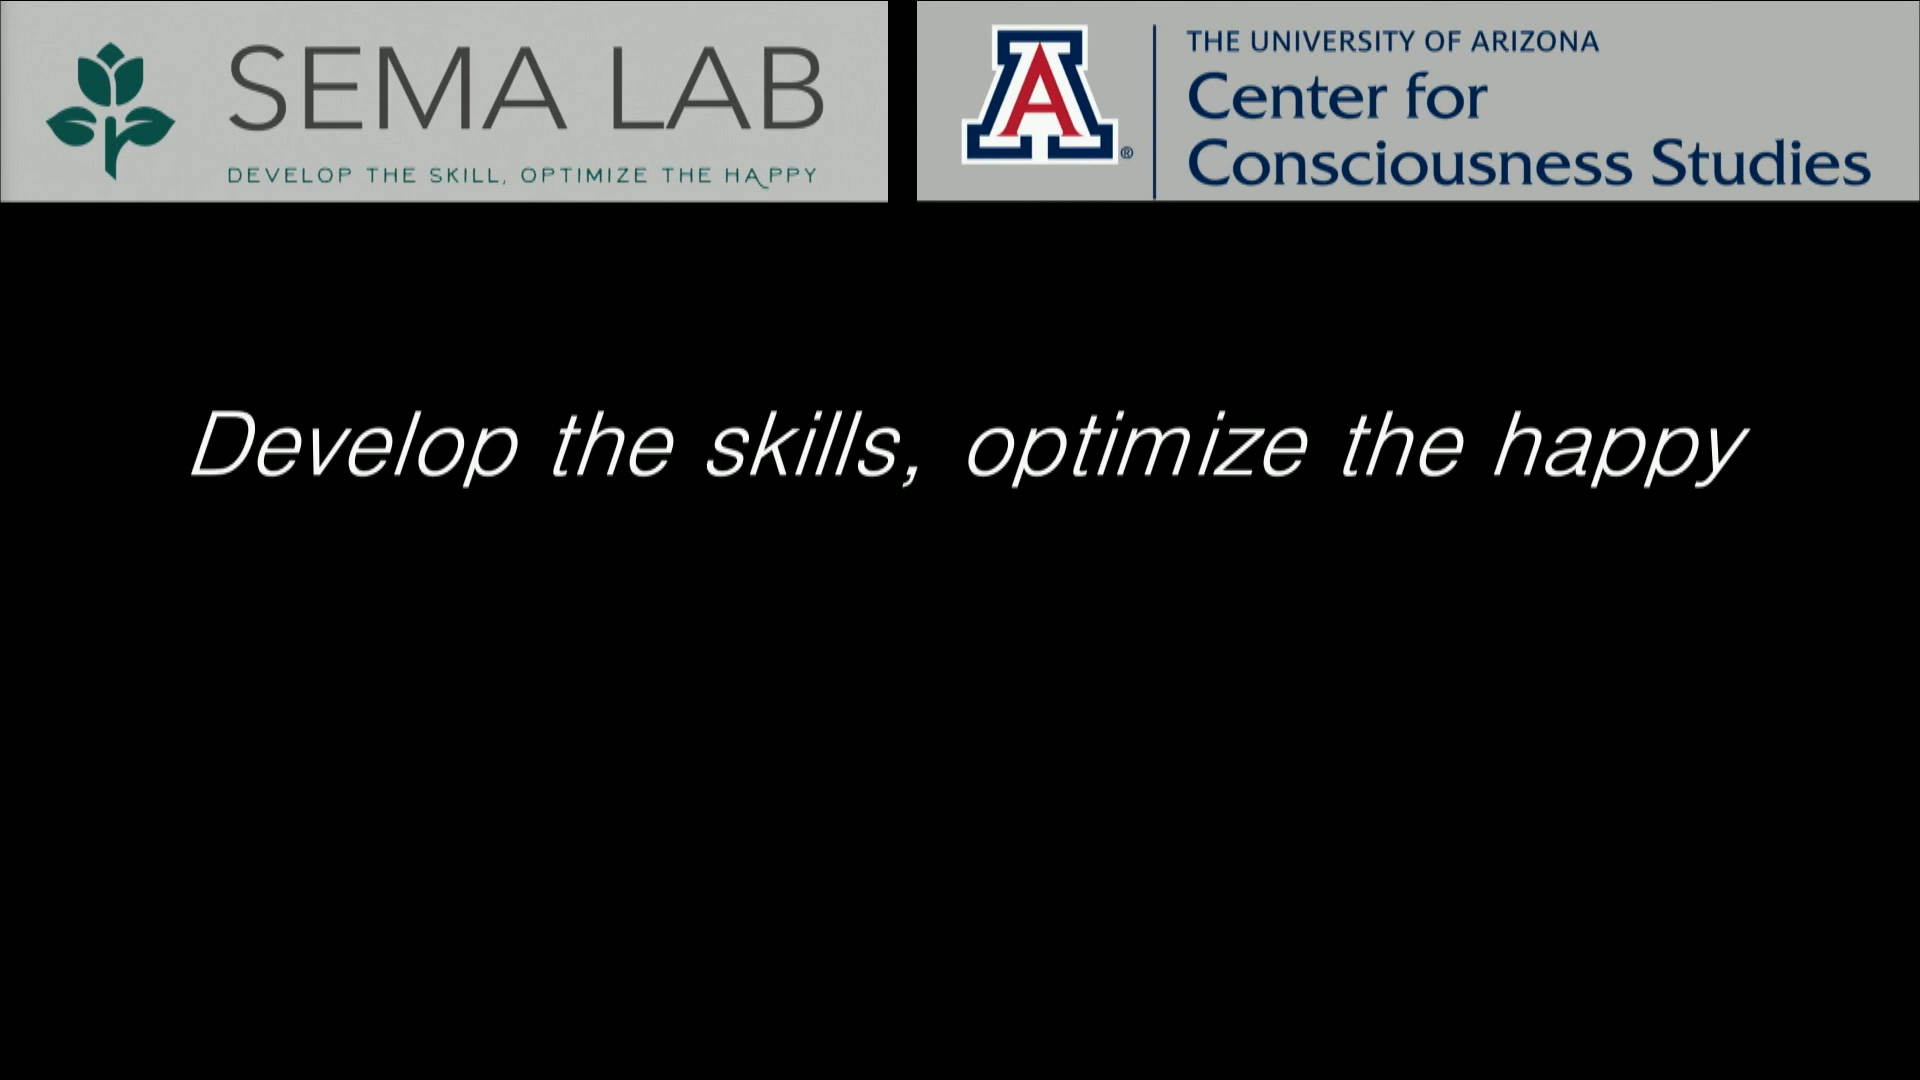 SEMA LAB
DEVELOP THE SKILL, OPTIMIZE THE HAPPY
A®
THE UNIVERSITY OF ARIZONA
Center for
Consciousness Studies
Develop the skills, optimize the happy